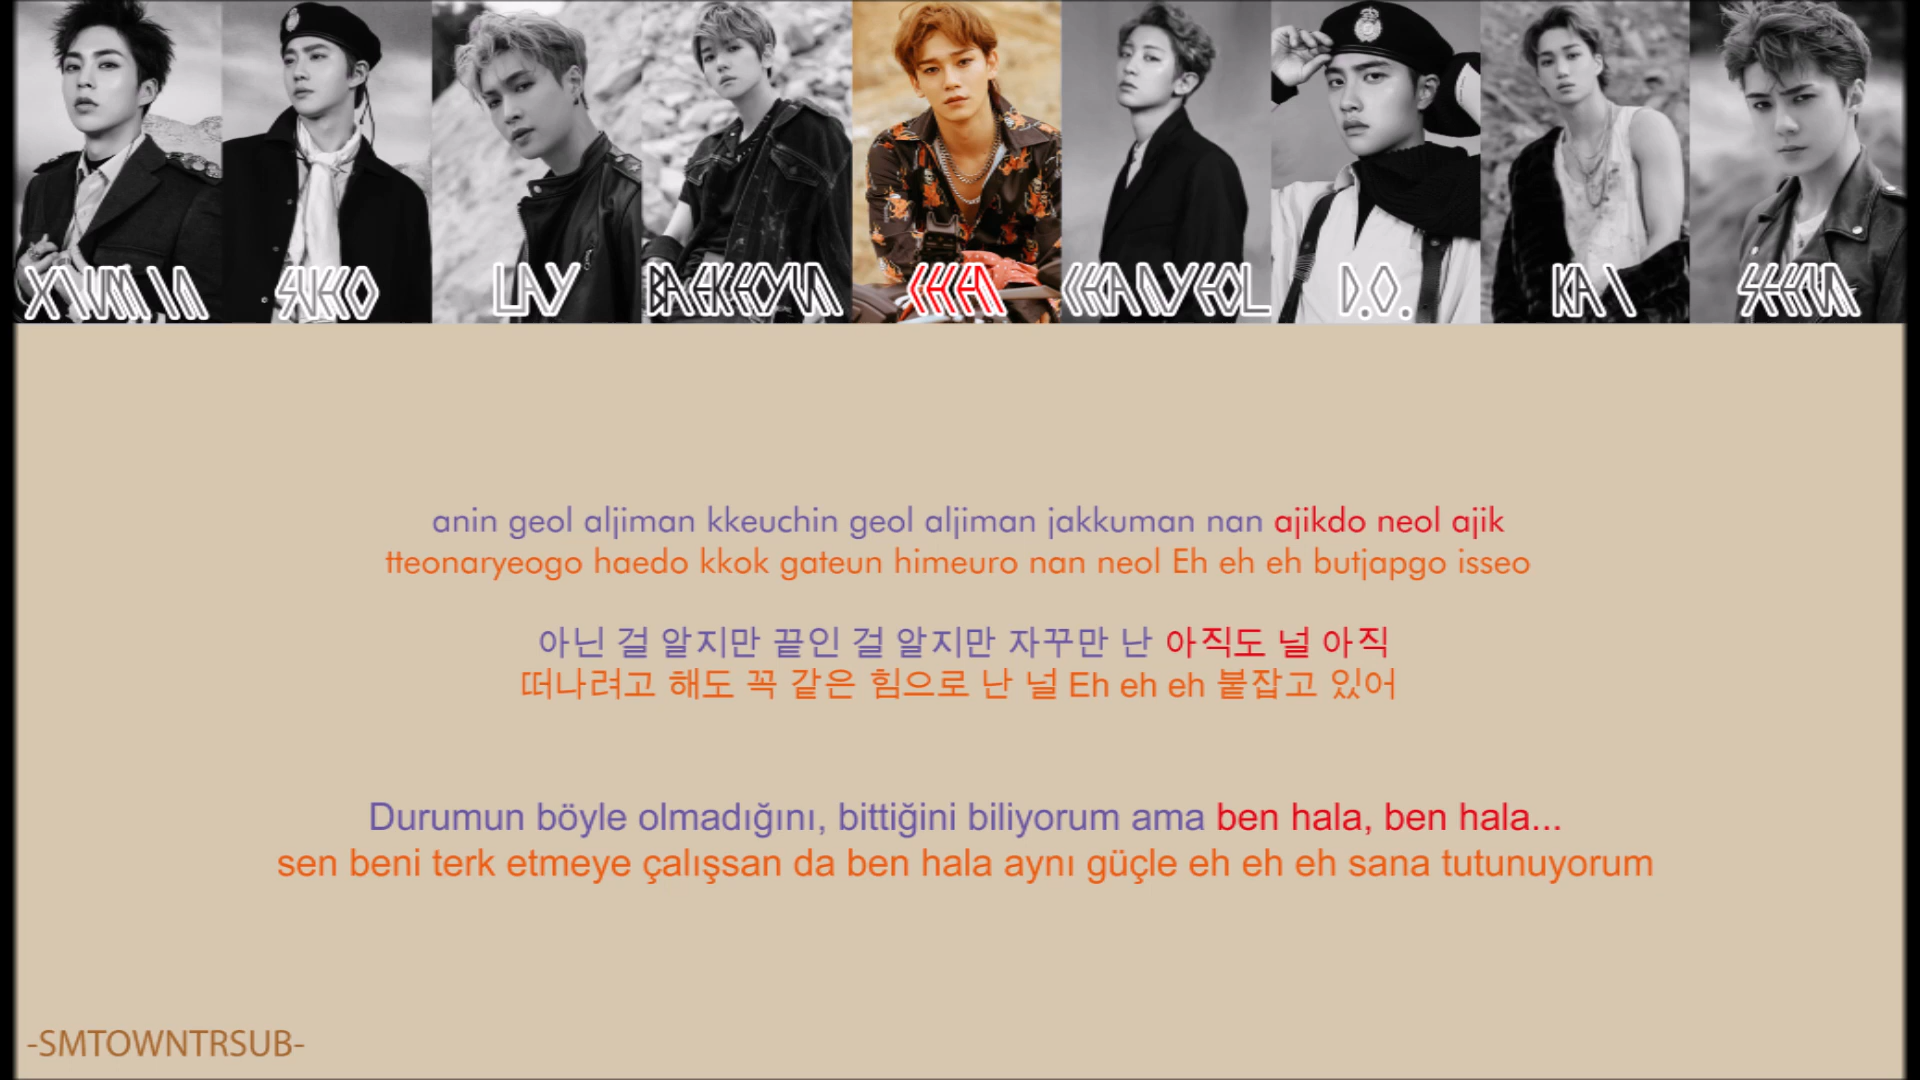 XIUMIN SUHO LAY BAEKHYUN CHEN CHANYEOL D.O. KAI SEHUN
anin geol aljiman kkeuchin geol aljiman jakkuman nan ajikdo neol ajik
tteonaryeogo haedo kkok gateun himeuro nan neol Eh eh eh butjapgo isseo
아닌 걸 알지만 끝인 걸 알지만 자꾸만 난 아직도 널 아직
떠나려고 해도 꼭 같은 힘으로 난 널 Eh eh eh 붙잡고 있어
Durumun böyle olmadığını, bittiğini biliyorum ama ben hala, ben hala...
sen beni terk etmeye çalışsan da ben hala aynı güçle eh eh eh sana tutunuyorum
-SMTOWNTRSUB-